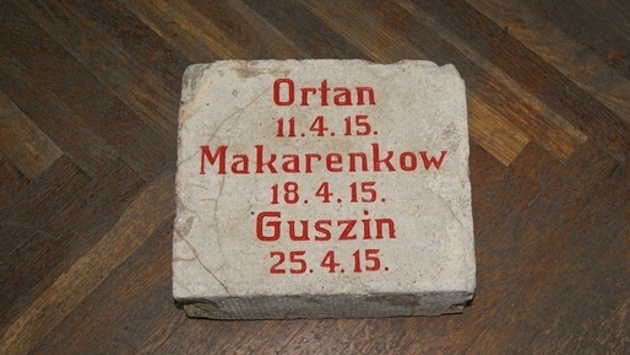 Ortan
11.4.15.
Makarenkow
18.4.15.
Guszin
25.4.15.